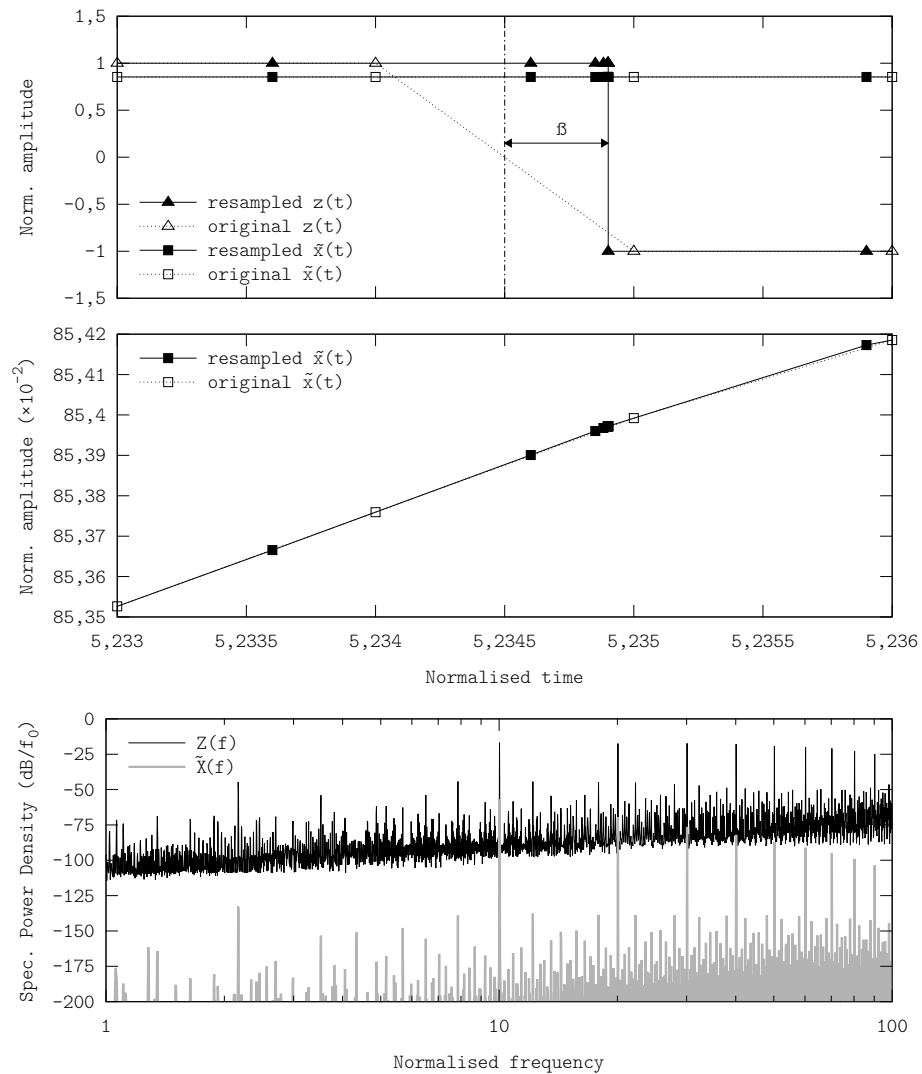 1,5
1
0,5
0
-0,5
-1
-1,5
Norm. amplitude
ß
resampled z(t)
original z(t)
resampled x̃(t)
original x̃(t)
85,42
85,41
85,4
85,39
85,38
85,37
85,36
85,35
Norm. amplitude (×10⁻²)
resampled x̃(t)
original x̃(t)
5,233 5,2335 5,234 5,2345 5,235 5,2355 5,236
Normalised time
0
-25
-50
-75
-100
-125
-150
-175
-200
Spec. Power Density (dB/f₀)
Z(f)
X̃(f)
1 10 100
Normalised frequency